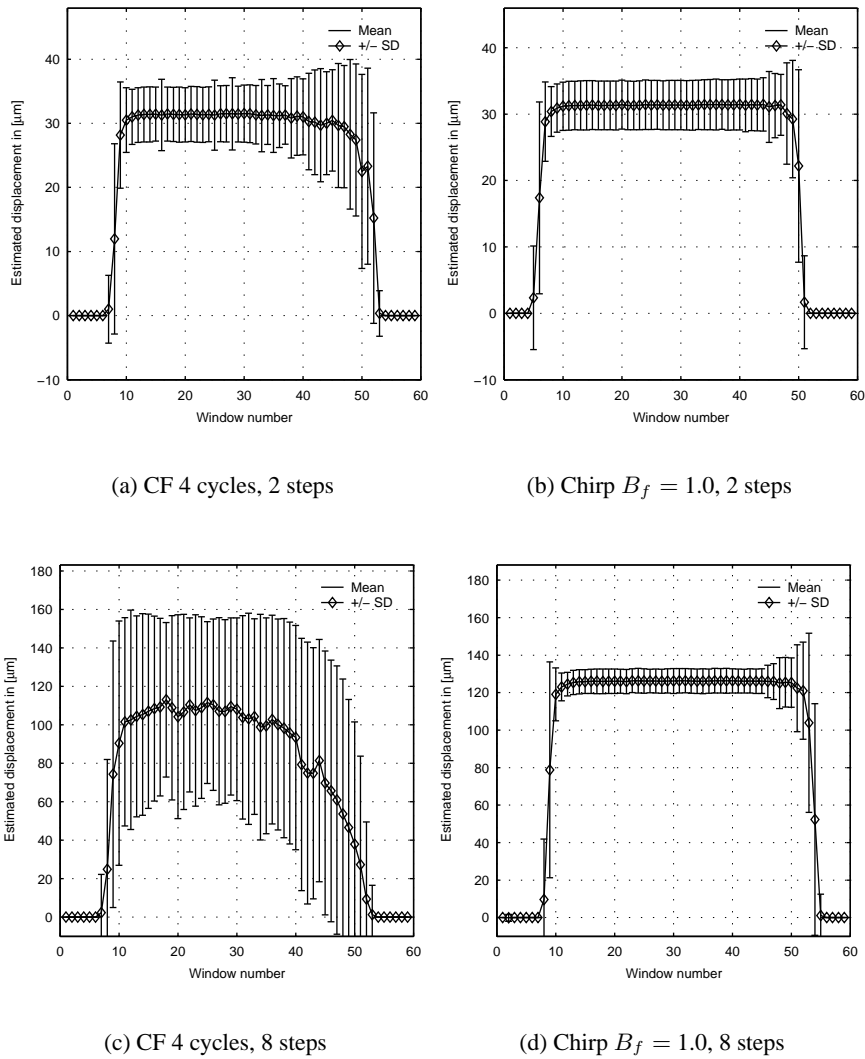 Mean
+/− SD
40
30
20
10
0
−10
0 10 20 30 40 50 60
Estimated displacement in [µm]
Window number
(a) CF 4 cycles, 2 steps
Mean
+/− SD
40
30
20
10
0
−10
0 10 20 30 40 50 60
Estimated displacement in [µm]
Window number
(b) Chirp B_f = 1.0, 2 steps
Mean
+/− SD
180
160
140
120
100
80
60
40
20
0
0 10 20 30 40 50 60
Estimated displacement in [µm]
Window number
(c) CF 4 cycles, 8 steps
Mean
+/− SD
180
160
140
120
100
80
60
40
20
0
0 10 20 30 40 50 60
Estimated displacement in [µm]
Window number
(d) Chirp B_f = 1.0, 8 steps